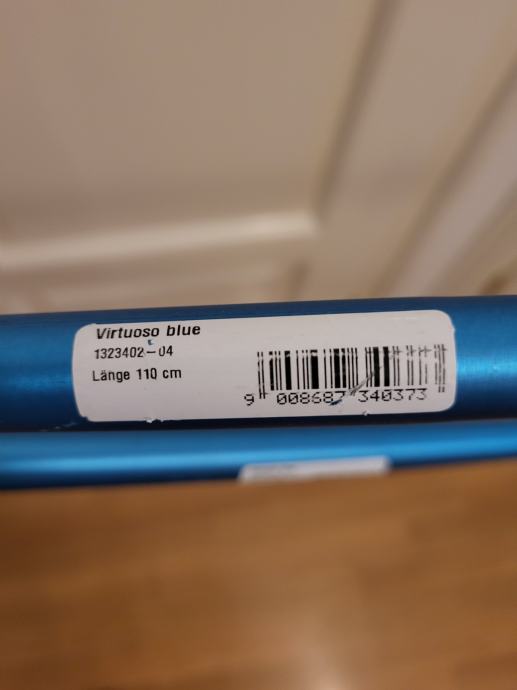 Virtuoso blue
1323402-04
Länge 110 cm
9 008687 340373